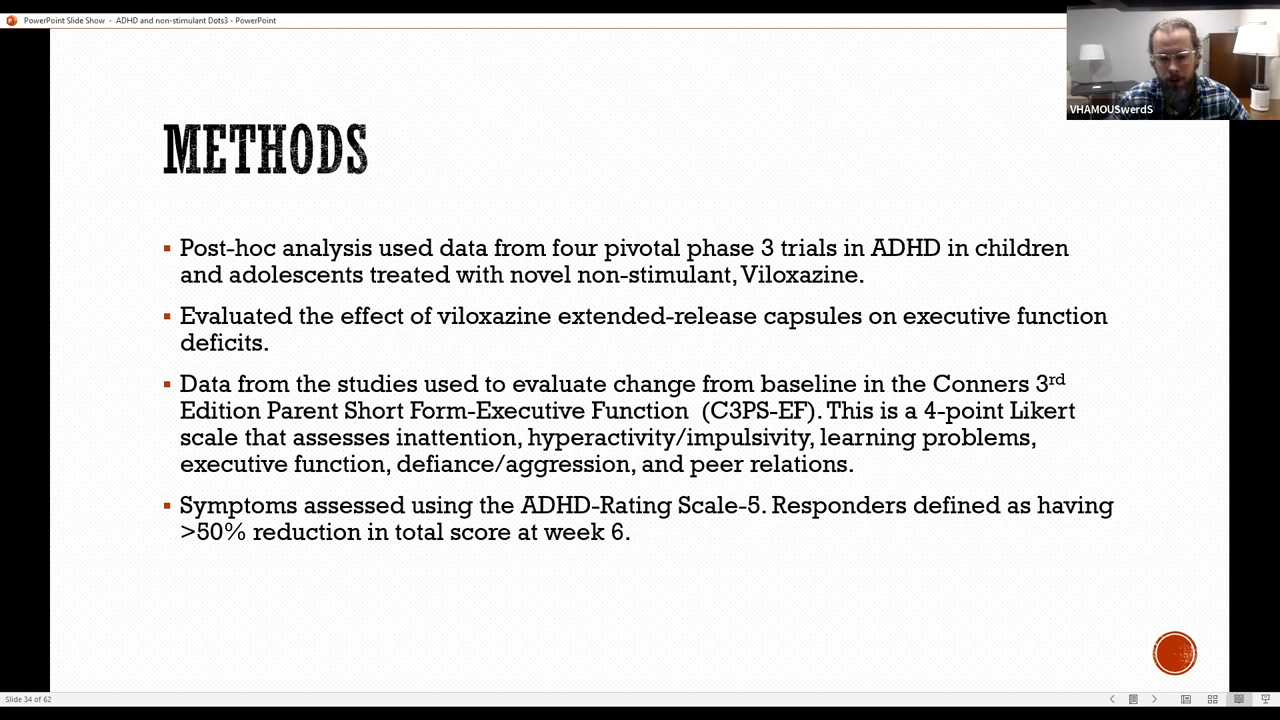 PowerPoint Slide Show - ADHD and non-stimulant Dots3 - PowerPoint
VHAMOUSwerdS
METHODS
▪ Post-hoc analysis used data from four pivotal phase 3 trials in ADHD in children
and adolescents treated with novel non-stimulant, Viloxazine.
▪ Evaluated the effect of viloxazine extended-release capsules on executive function
deficits.
▪ Data from the studies used to evaluate change from baseline in the Conners 3rd
Edition Parent Short Form-Executive Function (C3PS-EF). This is a 4-point Likert
scale that assesses inattention, hyperactivity/impulsivity, learning problems,
executive function, defiance/aggression, and peer relations.
▪ Symptoms assessed using the ADHD-Rating Scale-5. Responders defined as having
>50% reduction in total score at week 6.
Slide 34 of 62